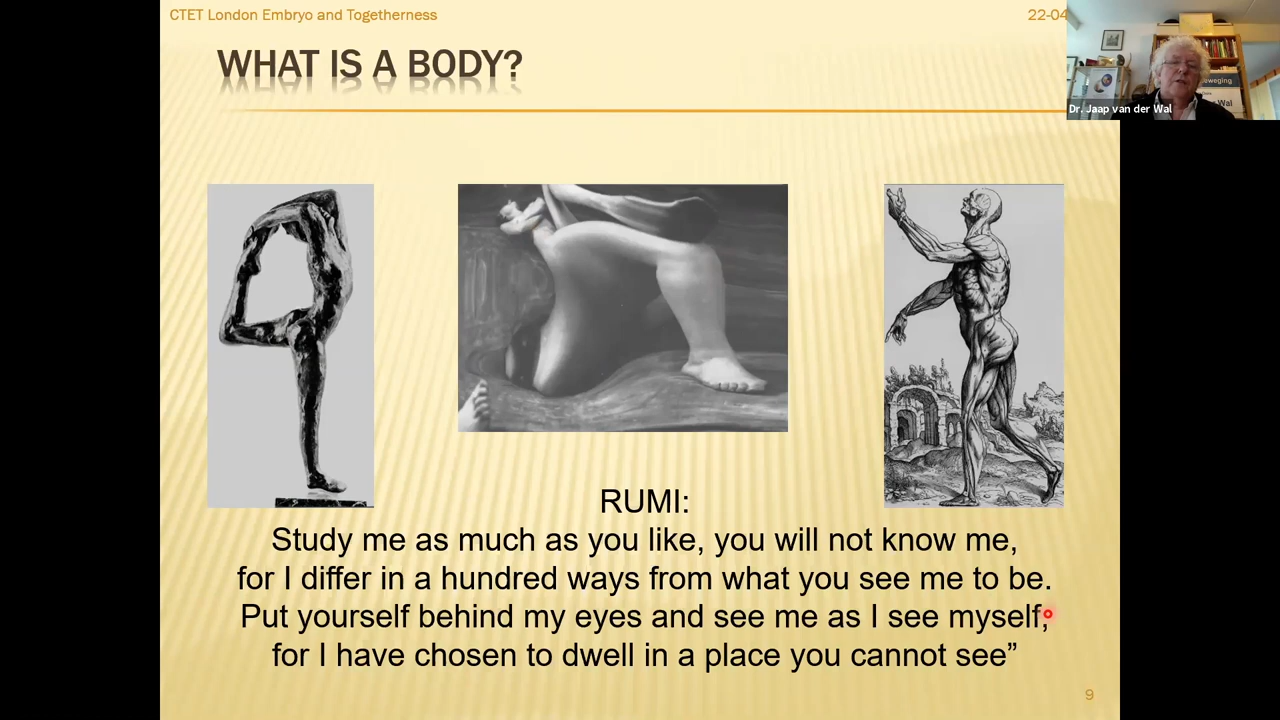 CTET London Embryo and Togetherness
22-04
WHAT IS A BODY?
eweging
Wal
Dr. Jaap van der Wal
RUMI:
Study me as much as you like, you will not know me,
for I differ in a hundred ways from what you see me to be.
Put yourself behind my eyes and see me as I see myself;
for I have chosen to dwell in a place you cannot see”
9